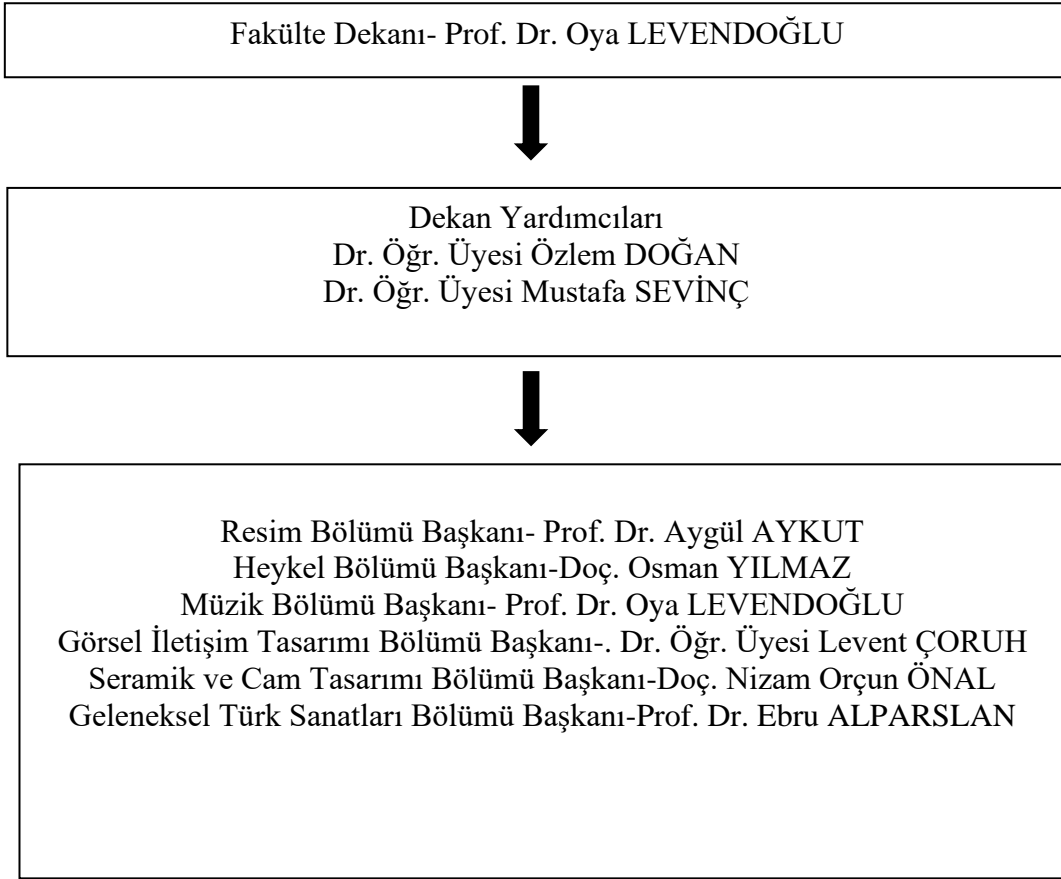 Fakülte Dekanı- Prof. Dr. Oya LEVENDOĞLU
Dekan Yardımcıları
Dr. Öğr. Üyesi Özlem DOĞAN
Dr. Öğr. Üyesi Mustafa SEVİNÇ
Resim Bölümü Başkanı- Prof. Dr. Aygül AYKUT
Heykel Bölümü Başkanı-Doç. Osman YILMAZ
Müzik Bölümü Başkanı- Prof. Dr. Oya LEVENDOĞLU
Görsel İletişim Tasarımı Bölümü Başkanı-. Dr. Öğr. Üyesi Levent ÇORUH
Seramik ve Cam Tasarımı Bölümü Başkanı-Doç. Nizam Orçun ÖNAL
Geleneksel Türk Sanatları Bölümü Başkanı-Prof. Dr. Ebru ALPARSLAN